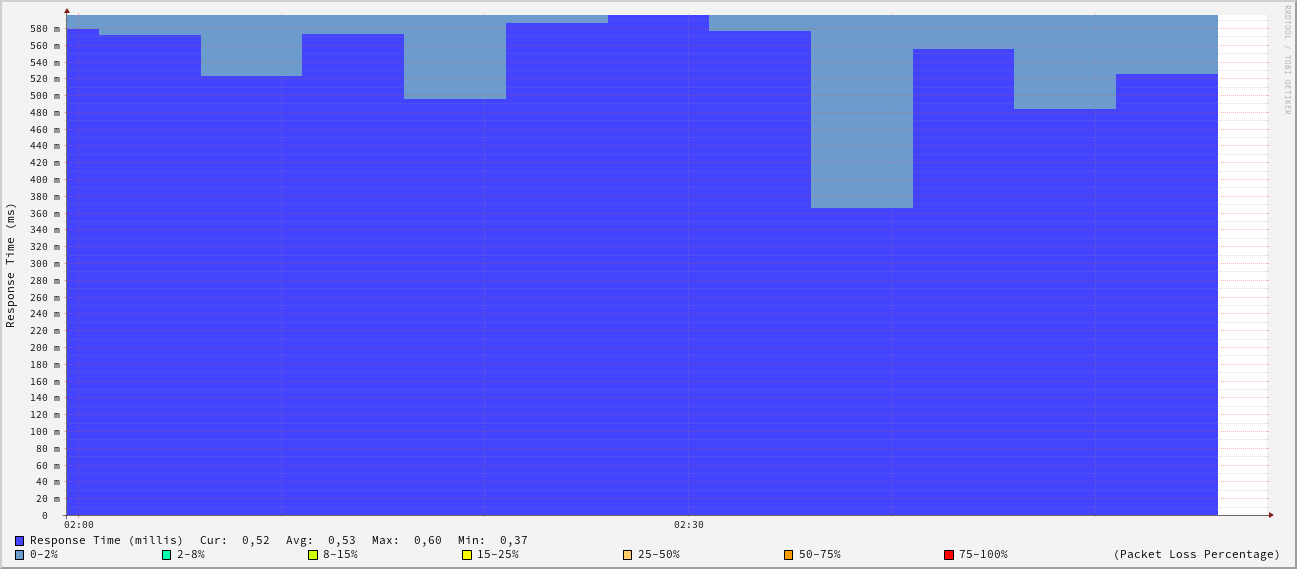 RRDTOOL / TOBI OETIKER
Response Time (ms)
580 m
560 m
540 m
520 m
500 m
480 m
460 m
440 m
420 m
400 m
380 m
360 m
340 m
320 m
300 m
280 m
260 m
240 m
220 m
200 m
180 m
160 m
140 m
120 m
100 m
80 m
60 m
40 m
20 m
0
02:00 02:30
Response Time (millis) Cur: 0,52 Avg: 0,53 Max: 0,60 Min: 0,37
0-2% 2-8% 8-15% 15-25% 25-50% 50-75% 75-100% (Packet Loss Percentage)